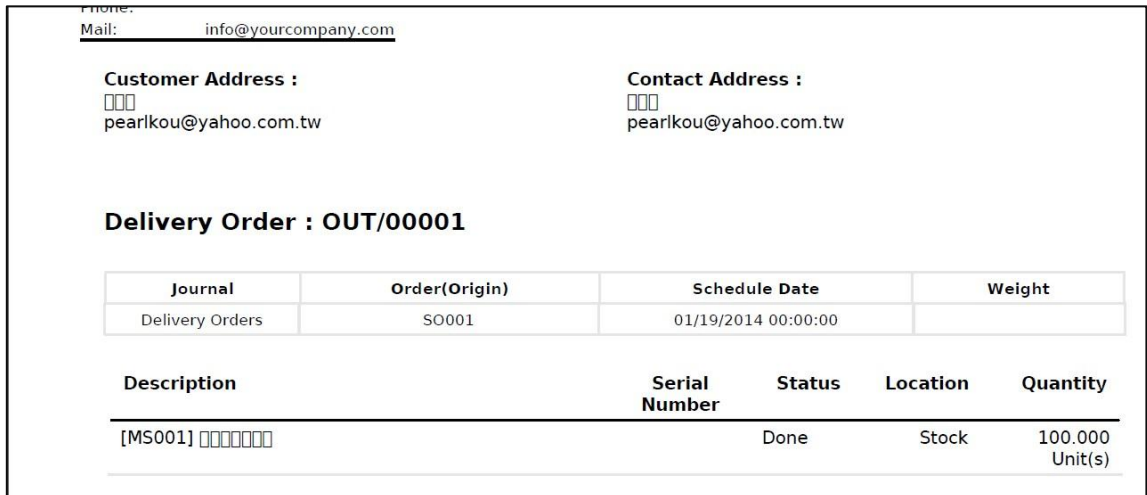 Phone:
Mail: info@yourcompany.com
Customer Address :
□□□
pearlkou@yahoo.com.tw
Contact Address :
□□□
pearlkou@yahoo.com.tw
Delivery Order : OUT/00001
Journal Order(Origin) Schedule Date Weight
Delivery Orders SO001 01/19/2014 00:00:00
Description Serial Number Status Location Quantity
[MS001] □□□□□□□ Done Stock 100.000 Unit(s)